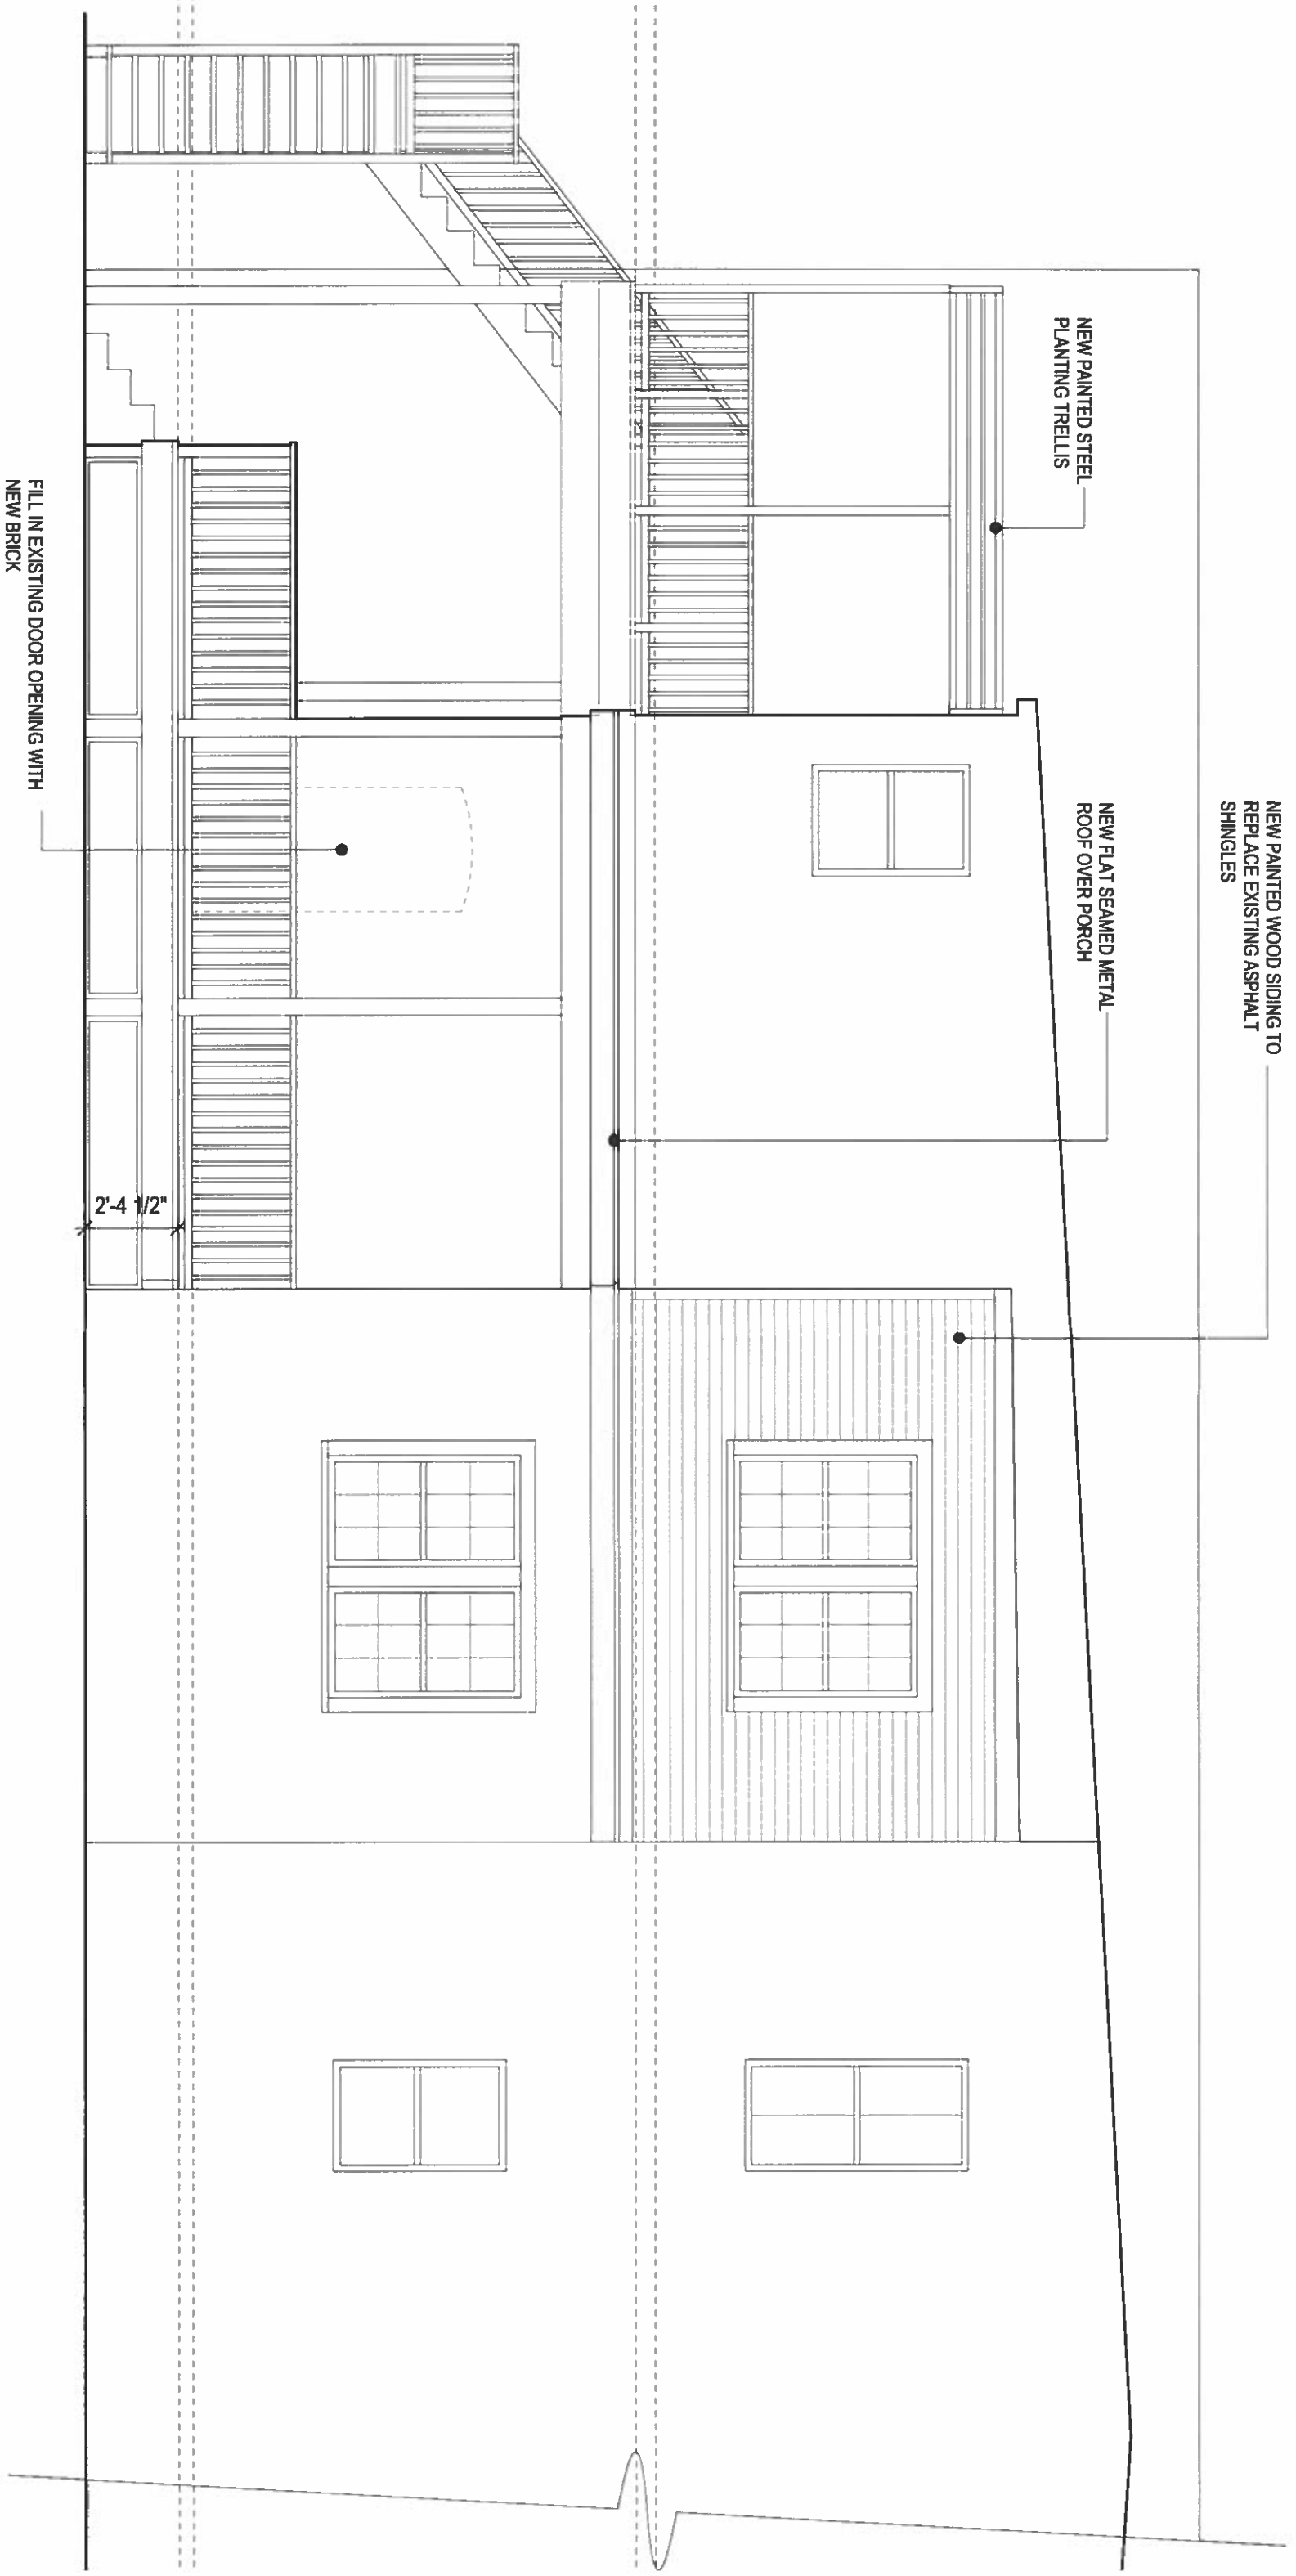 NEW PAINTED WOOD SIDING TO
REPLACE EXISTING ASPHALT
SHINGLES
NEW PAINTED STEEL
PLANTING TRELLIS
NEW FLAT SEAMED METAL
ROOF OVER PORCH
2'-4 1/2"
FILL IN EXISTING DOOR OPENING WITH
NEW BRICK